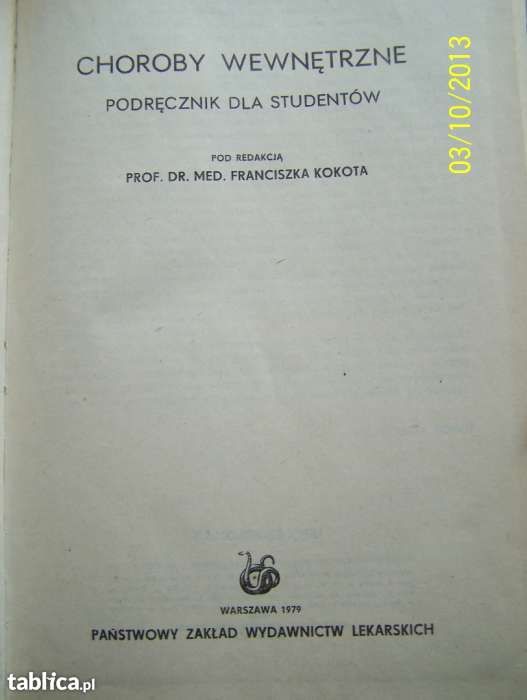 CHOROBY WEWNĘTRZNE
PODRĘCZNIK DLA STUDENTÓW
POD REDAKCJĄ
PROF. DR. MED. FRANCISZKA KOKOTA
03/10/2013
WARSZAWA 1979
PAŃSTWOWY ZAKŁAD WYDAWNICTW LEKARSKICH
tablica.pl